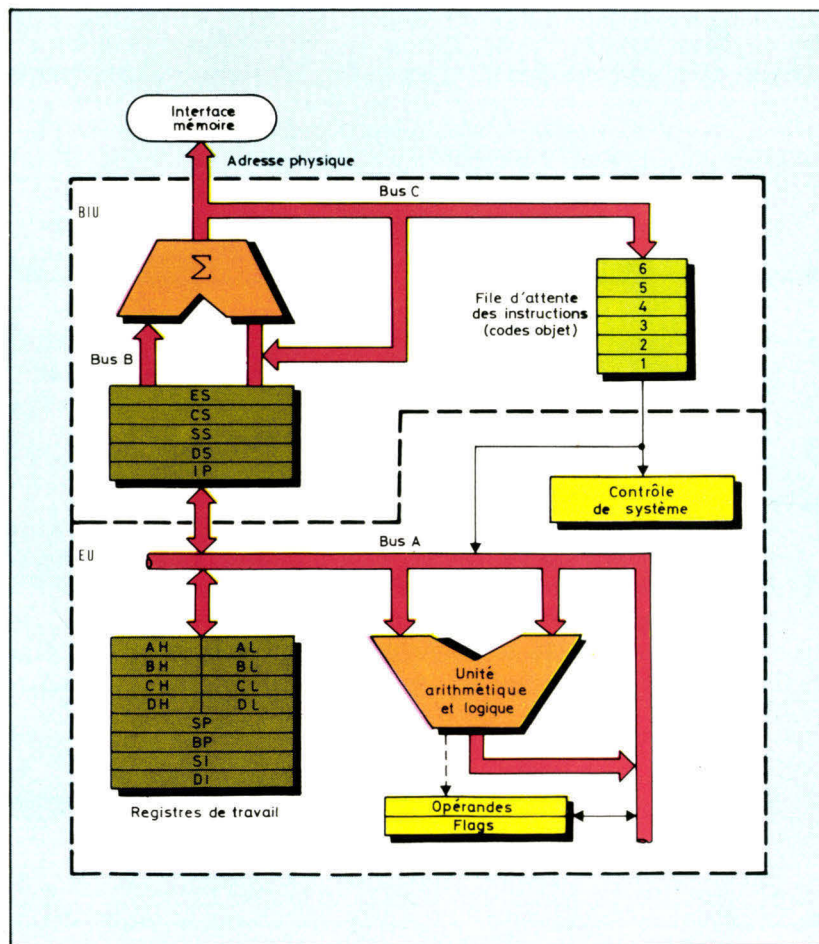 Interface
mémoire
Adresse physique
Bus C
BIU
Σ
6
5
4
3
2
1
File d'attente
des instructions
(codes objet)
Bus B
ES
CS
SS
DS
IP
Contrôle
de système
EU
Bus A
AH AL
BH BL
CH CL
DH DL
SP
BP
SI
DI
Unité
arithmétique
et logique
Opérandes
Flags
Registres de travail